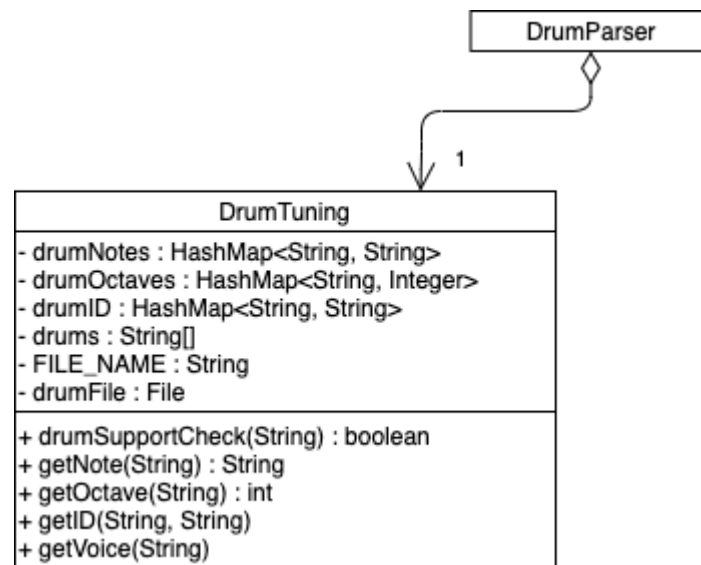 DrumParser
1
DrumTuning
- drumNotes : HashMap<String, String>
- drumOctaves : HashMap<String, Integer>
- drumID : HashMap<String, String>
- drums : String[]
- FILE_NAME : String
- drumFile : File
+ drumSupportCheck(String) : boolean
+ getNote(String) : String
+ getOctave(String) : int
+ getID(String, String)
+ getVoice(String)